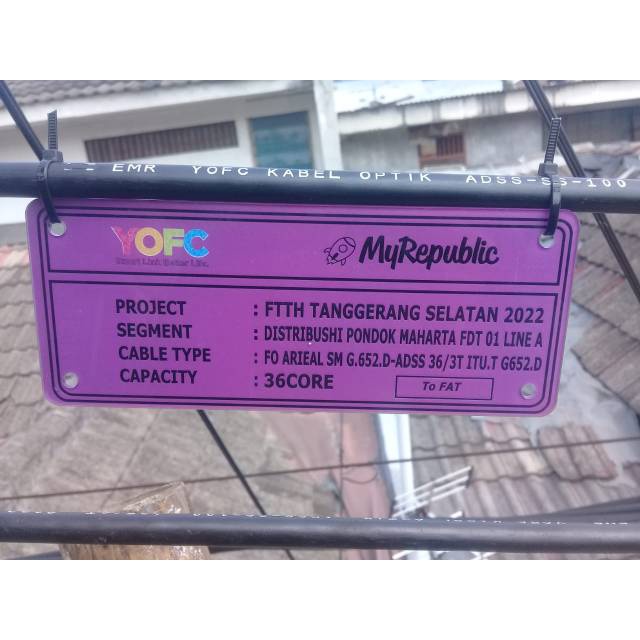 EMR YOFC KABEL OPTIK ADSS-SS-100
YOFC
Smart Link Better Life.
MyRepublic
PROJECT : FTTH TANGGERANG SELATAN 2022
SEGMENT : DISTRIBUSHI PONDOK MAHARTA FDT 01 LINE A
CABLE TYPE : FO ARIEAL SM G.652.D-ADSS 36/3T ITU.T G652.D
CAPACITY : 36CORE
To FAT